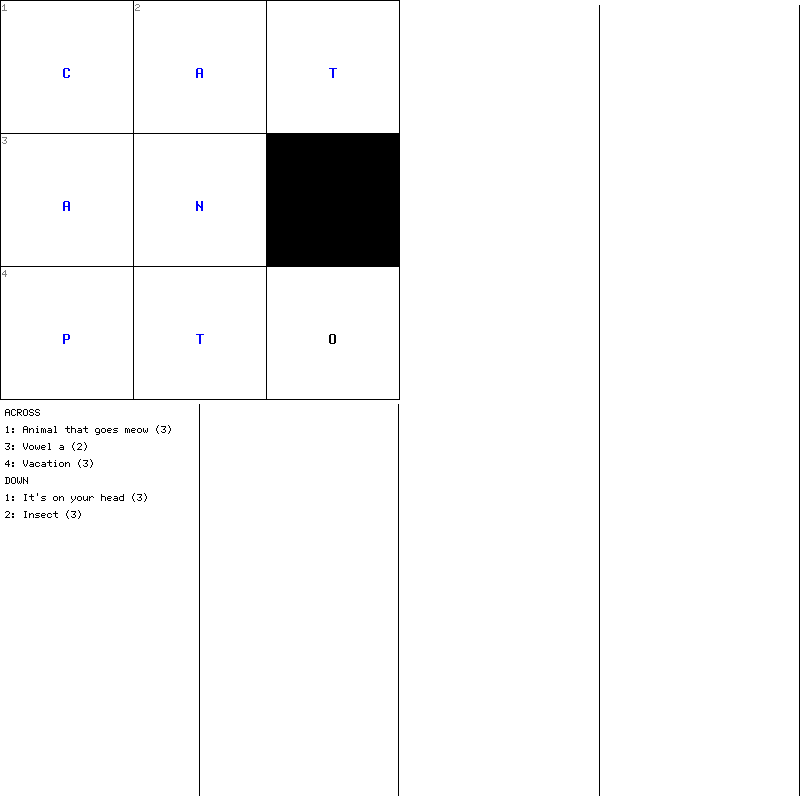 1 2
C A T
3
A N
4
P T O
ACROSS
1: Animal that goes meow (3)
3: Vowel a (2)
4: Vacation (3)
DOWN
1: It's on your head (3)
2: Insect (3)